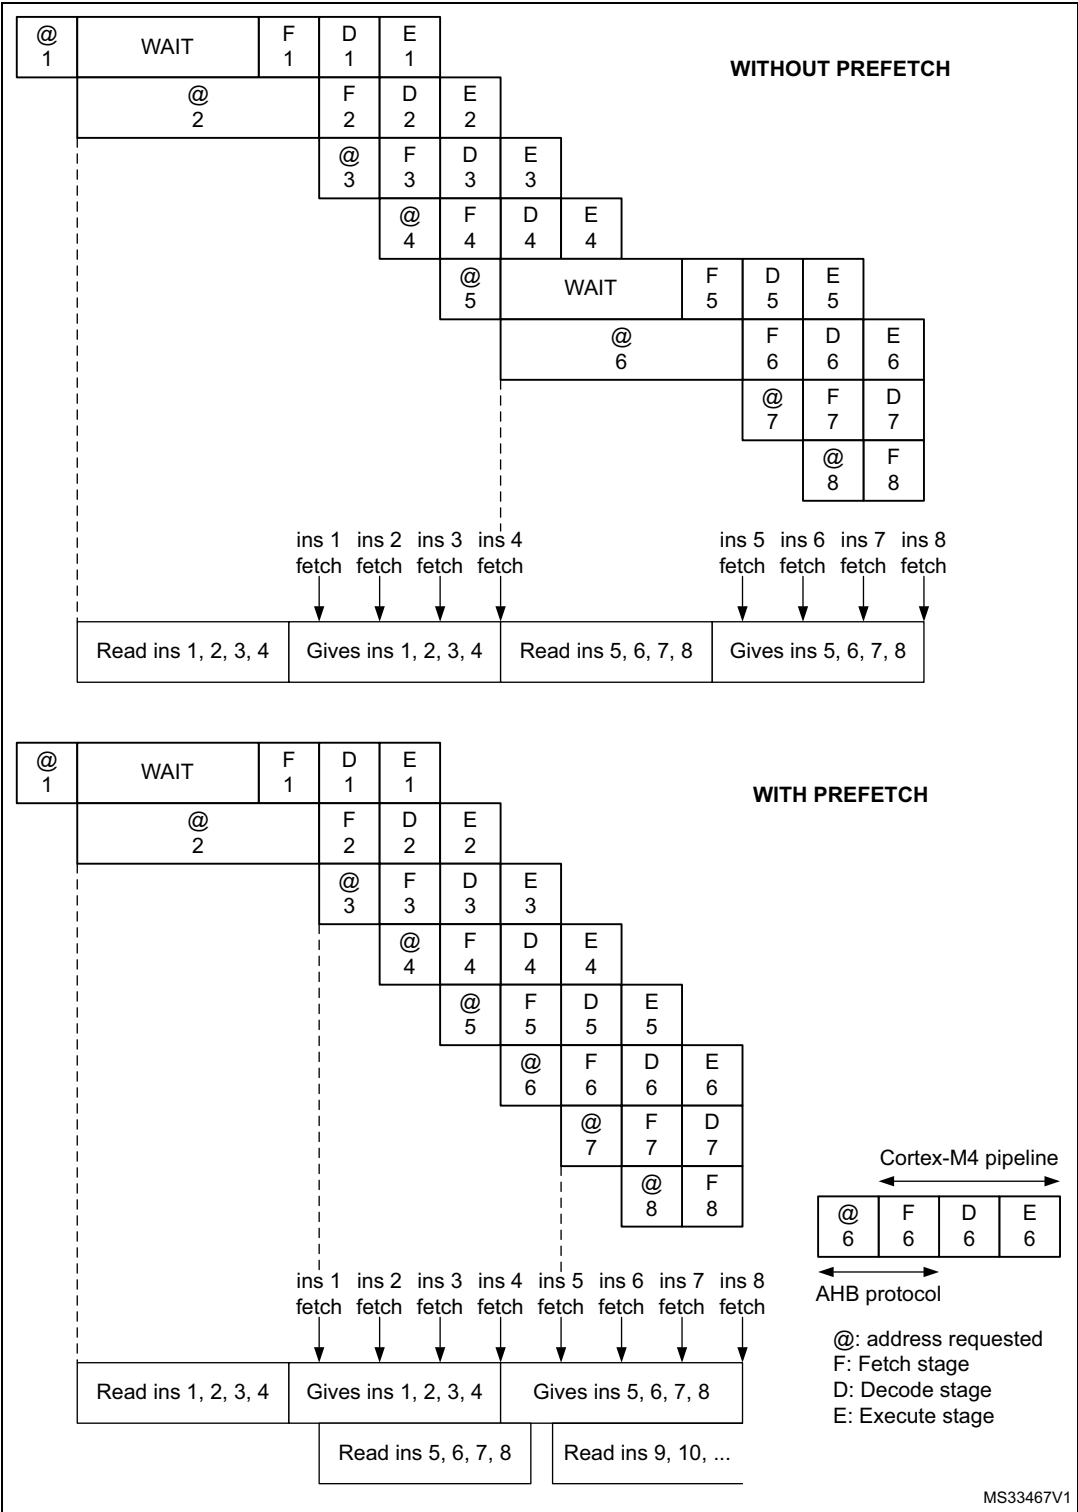 @ F D E
WAIT
1 1 1 1
WITHOUT PREFETCH
@ F D E
2 2 2 2
@ F D E
3 3 3 3
@ F D E
4 4 4 4
@ F D E
WAIT
5 5 5 5
@ F D E
6 6 6 6
@ F D
7 7 7
@ F
8 8
ins 1 ins 2 ins 3 ins 4 ins 5 ins 6 ins 7 ins 8
fetch fetch fetch fetch fetch fetch fetch fetch
Read ins 1, 2, 3, 4 Gives ins 1, 2, 3, 4 Read ins 5, 6, 7, 8 Gives ins 5, 6, 7, 8
@ F D E
WAIT
1 1 1 1
WITH PREFETCH
@ F D E
2 2 2 2
@ F D E
3 3 3 3
@ F D E
4 4 4 4
@ F D E
5 5 5 5
@ F D E
6 6 6 6
@ F D
7 7 7
@ F
8 8
Cortex-M4 pipeline
@ F D E
6 6 6 6
AHB protocol
@: address requested
F: Fetch stage
D: Decode stage
E: Execute stage
ins 1 ins 2 ins 3 ins 4 ins 5 ins 6 ins 7 ins 8
fetch fetch fetch fetch fetch fetch fetch fetch
Read ins 1, 2, 3, 4 Gives ins 1, 2, 3, 4 Gives ins 5, 6, 7, 8
Read ins 5, 6, 7, 8 Read ins 9, 10, ...
MS33467V1